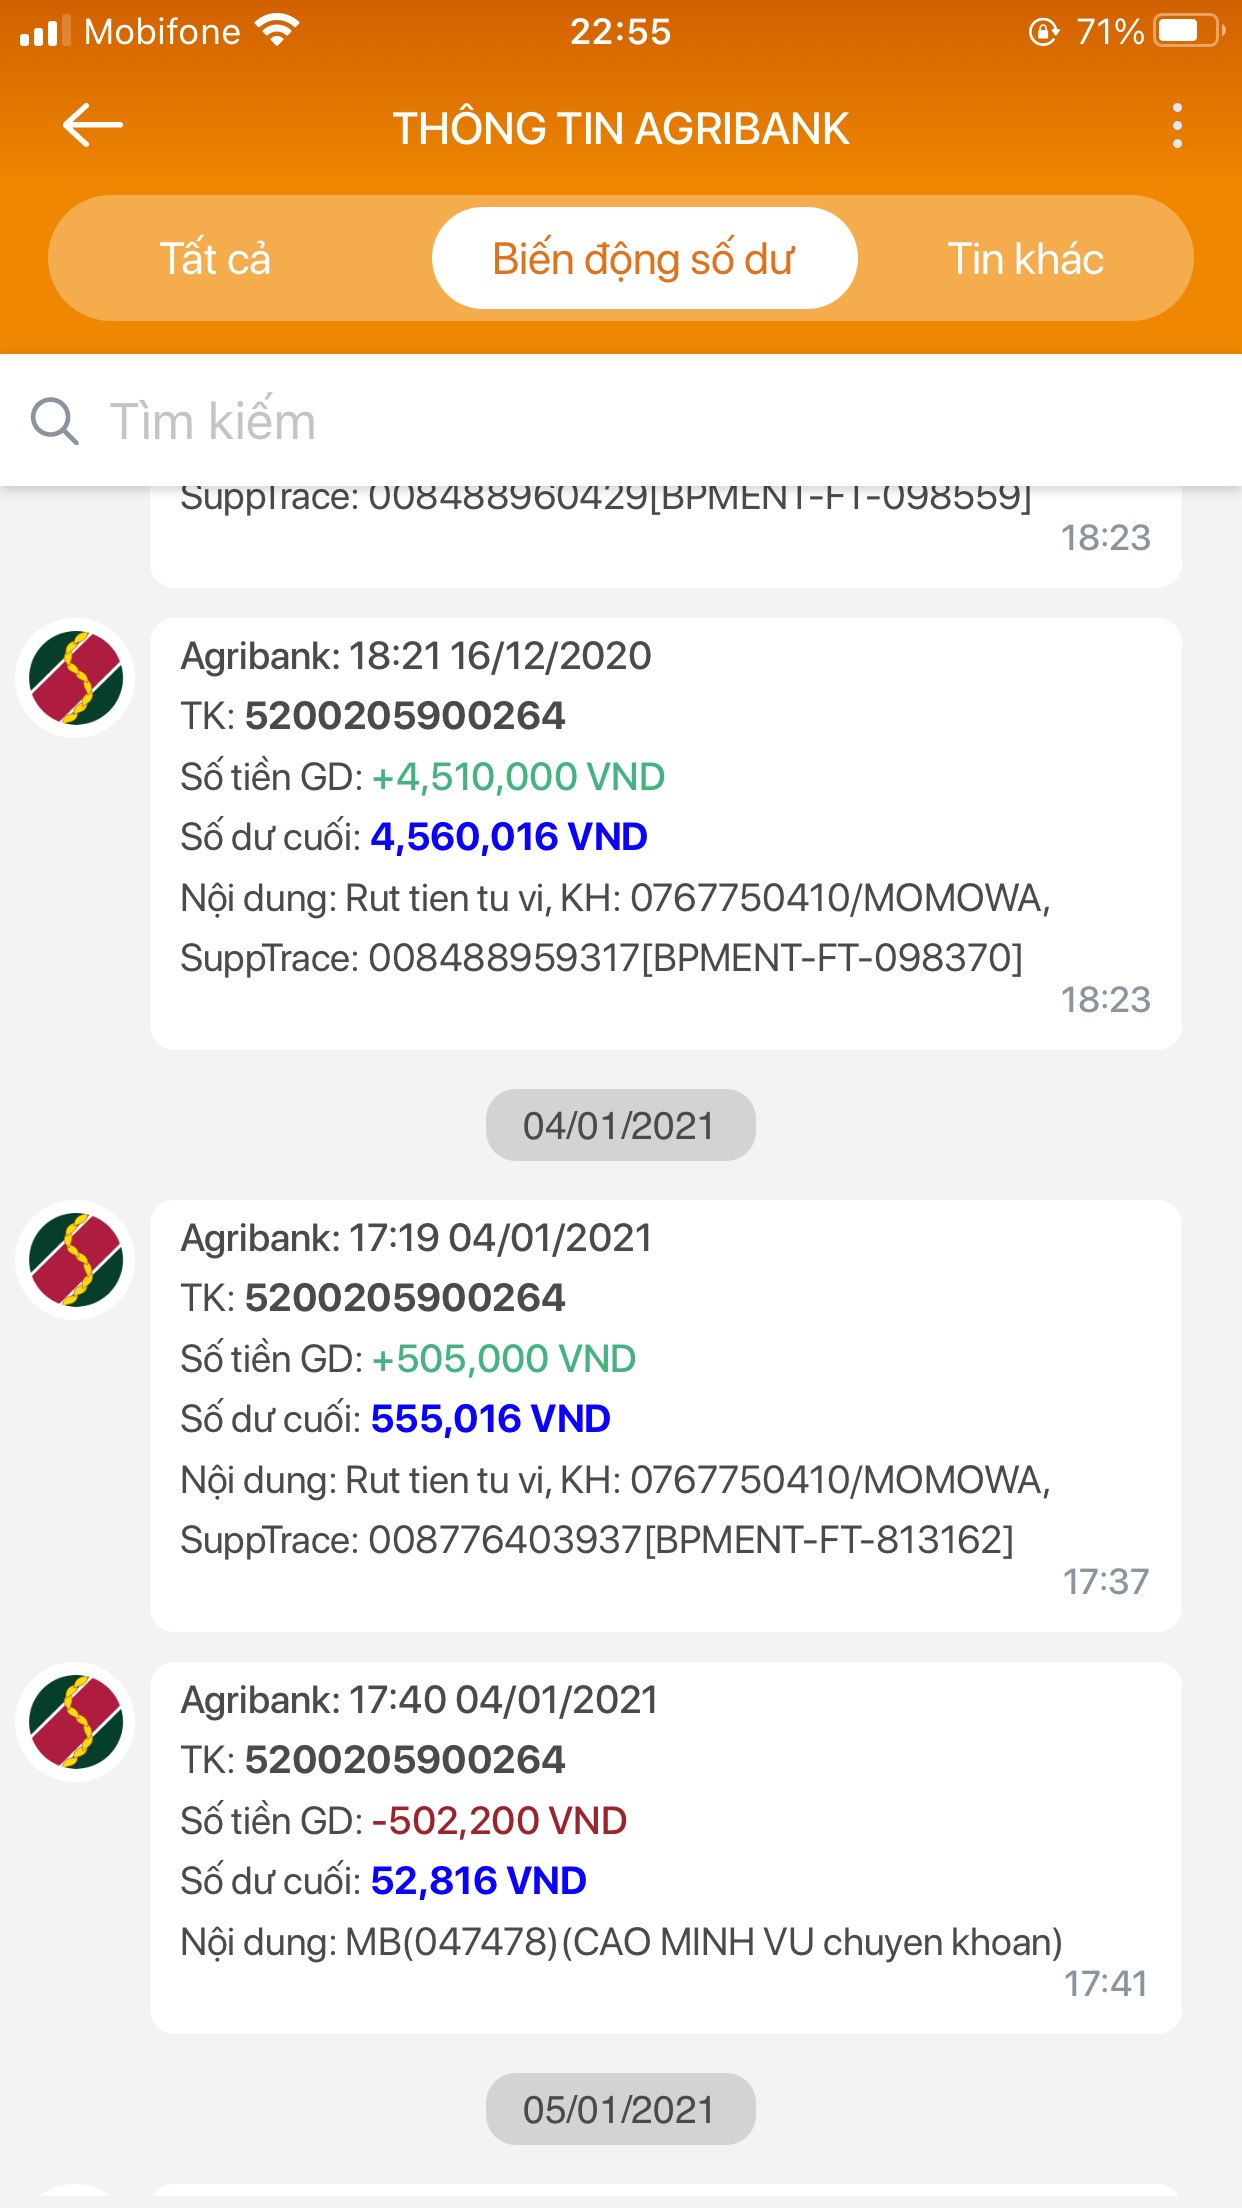 Mobifone 22:55 71%
THÔNG TIN AGRIBANK
Tất cả Biến động số dư Tin khác
Tìm kiếm
SuppTrace: 008488960429[BPMENT-FT-098559]
18:23
Agribank: 18:21 16/12/2020
TK: 5200205900264
Số tiền GD: +4,510,000 VND
Số dư cuối: 4,560,016 VND
Nội dung: Rut tien tu vi, KH: 0767750410/MOMOWA,
SuppTrace: 008488959317[BPMENT-FT-098370]
18:23
04/01/2021
Agribank: 17:19 04/01/2021
TK: 5200205900264
Số tiền GD: +505,000 VND
Số dư cuối: 555,016 VND
Nội dung: Rut tien tu vi, KH: 0767750410/MOMOWA,
SuppTrace: 008776403937[BPMENT-FT-813162]
17:37
Agribank: 17:40 04/01/2021
TK: 5200205900264
Số tiền GD: -502,200 VND
Số dư cuối: 52,816 VND
Nội dung: MB(047478)(CAO MINH VU chuyen khoan)
17:41
05/01/2021